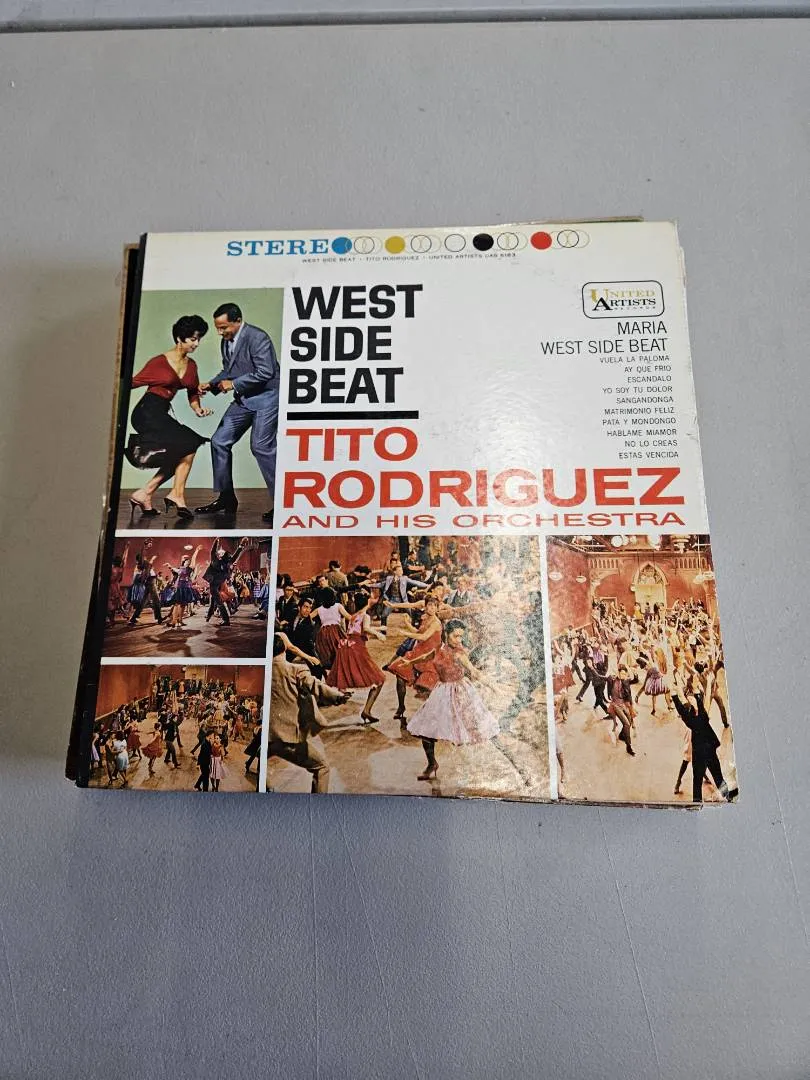 STEREO
WEST SIDE BEAT • TITO RODRIGUEZ • UNITED ARTISTS UAS 6183
WEST
SIDE
BEAT
TITO
RODRIGUEZ
AND HIS ORCHESTRA
UNITED
ARTISTS
RECORDS
MARIA
WEST SIDE BEAT
VUELA LA PALOMA
AY QUE FRIO
ESCANDALO
YO SOY TU DOLOR
SANGANDONGA
MATRIMONIO FELIZ
PATA Y MONDONGO
HABLAME MIAMOR
NO LO CREAS
ESTAS VENCIDA